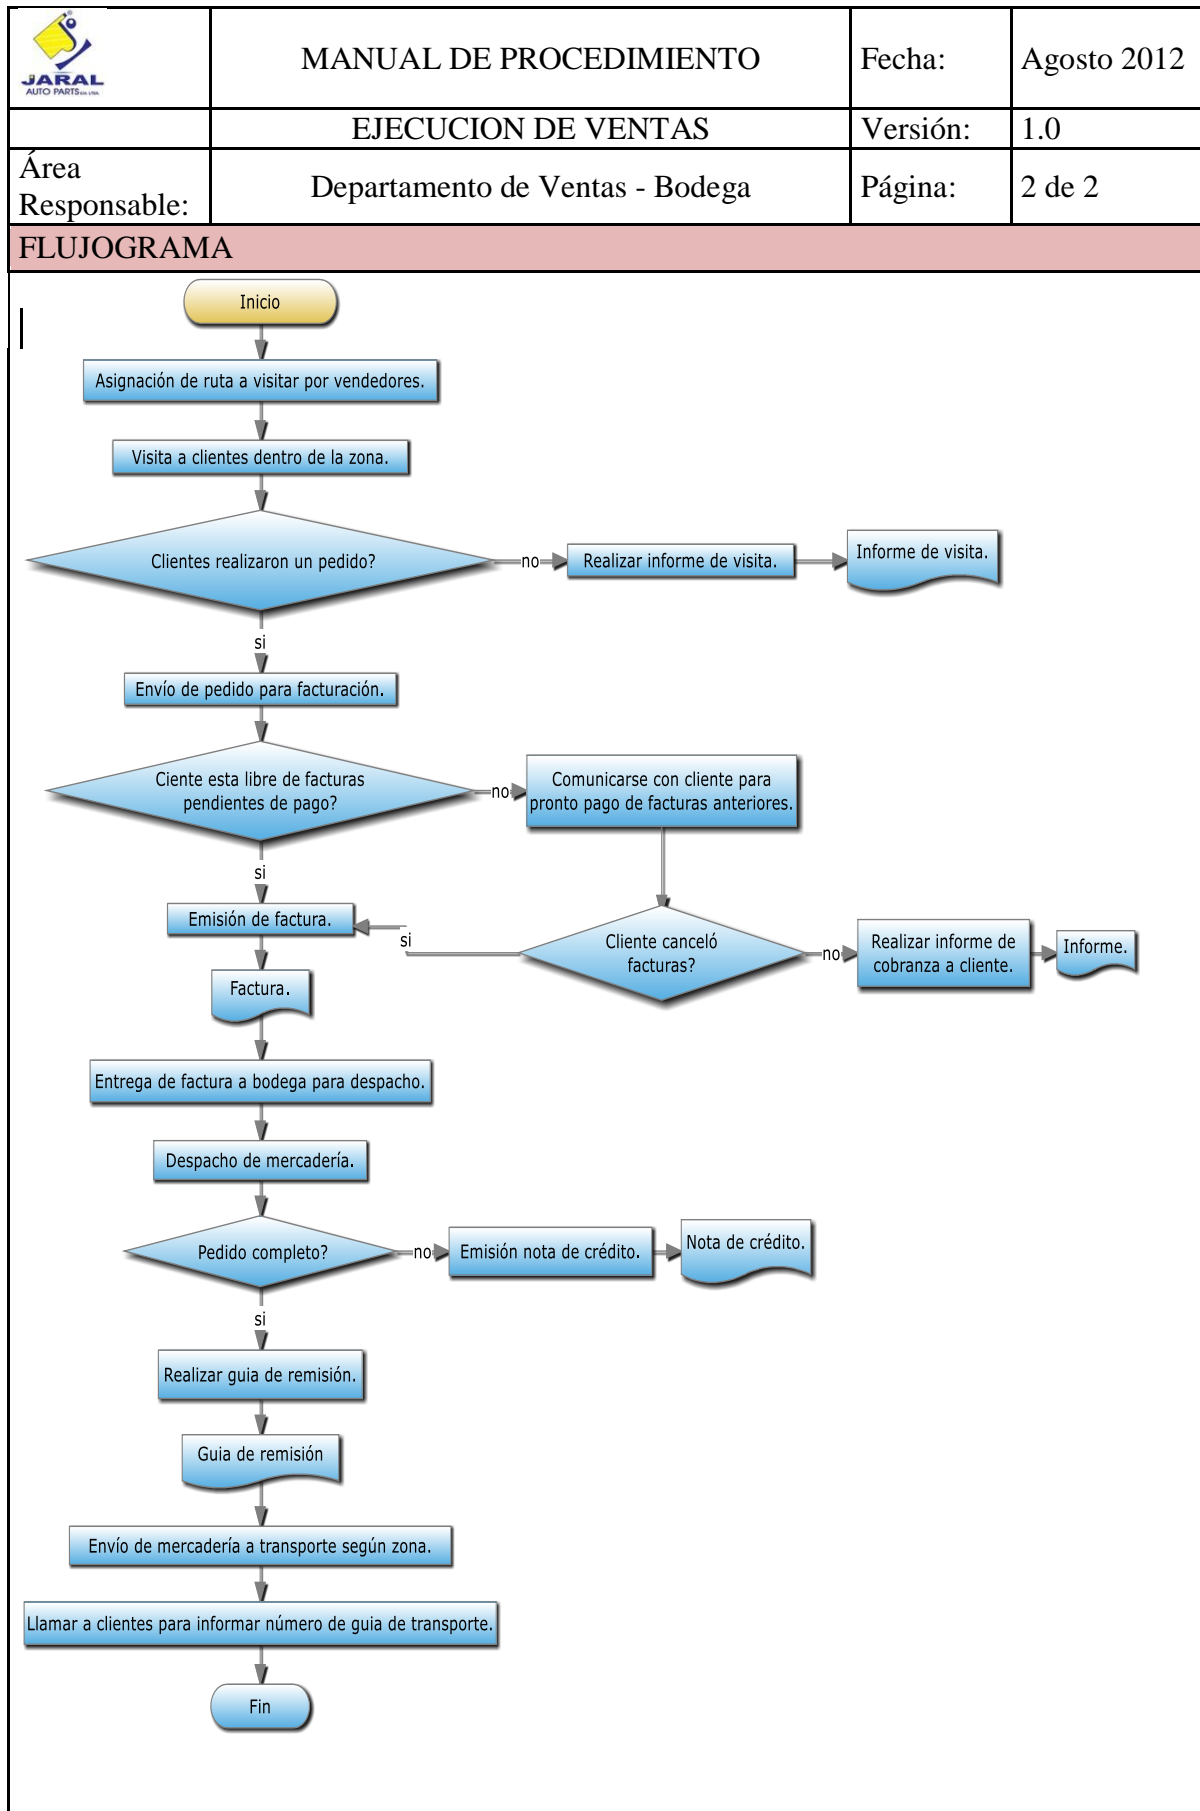 JARAL
AUTO PARTS CIA. LTDA.
MANUAL DE PROCEDIMIENTO
Fecha:
Agosto 2012
EJECUCION DE VENTAS
Versión:
1.0
Área
Responsable:
Departamento de Ventas - Bodega
Página:
2 de 2
FLUJOGRAMA
Inicio
Asignación de ruta a visitar por vendedores.
Visita a clientes dentro de la zona.
Clientes realizaron un pedido?
no
Realizar informe de visita.
Informe de visita.
si
Envío de pedido para facturación.
Ciente esta libre de facturas
pendientes de pago?
no
Comunicarse con cliente para
pronto pago de facturas anteriores.
si
Emisión de factura.
si
Cliente canceló
facturas?
no
Realizar informe de
cobranza a cliente.
Informe.
Factura.
Entrega de factura a bodega para despacho.
Despacho de mercadería.
Pedido completo?
no
Emisión nota de crédito.
Nota de crédito.
si
Realizar guia de remisión.
Guia de remisión
Envío de mercadería a transporte según zona.
Llamar a clientes para informar número de guia de transporte.
Fin